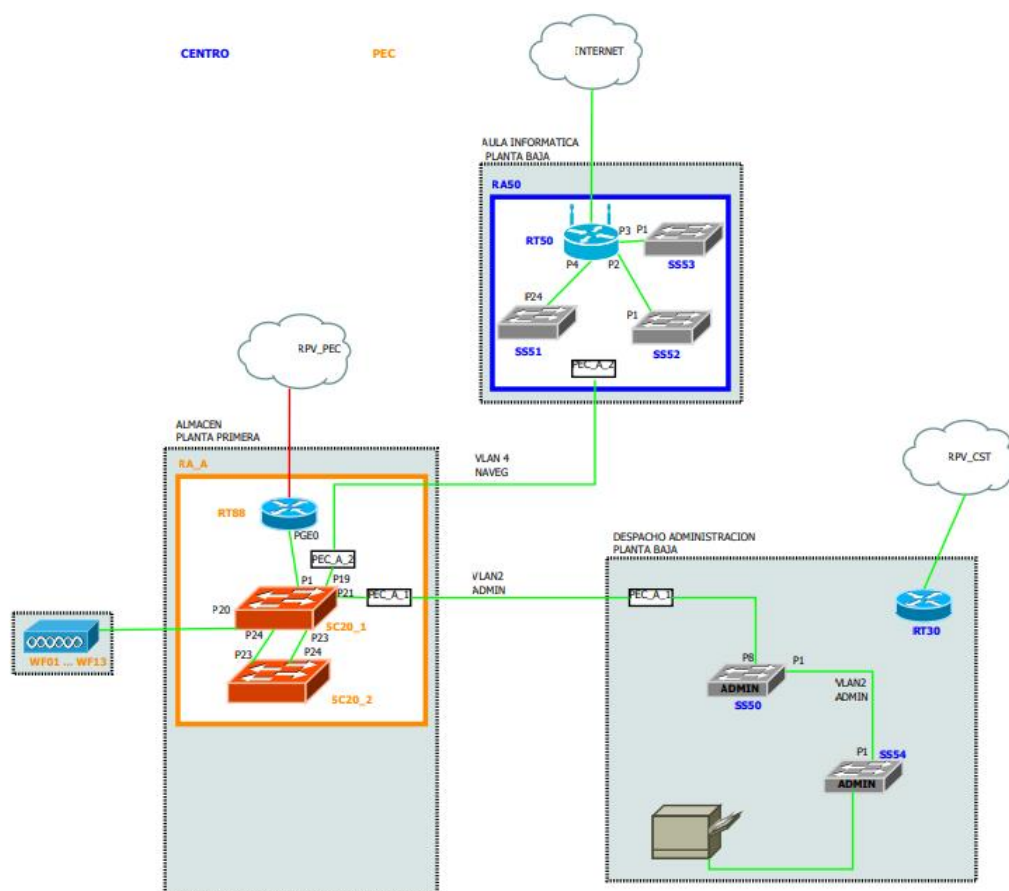 INTERNET
CENTRO
PEC
AULA INFORMATICA
PLANTA BAJA
RA50
RT50
P3
P1
SS53
P4
P2
P24
P1
SS51
SS52
PEC_A_2
RPV_PEC
ALMACEN
PLANTA PRIMERA
RA_A
VLAN 4
NAVEG
RPV_CST
RT88
PGE0
PEC_A_2
DESPACHO ADMINISTRACION
PLANTA BAJA
P1
P19
P21
PEC_A_1
VLAN2
ADMIN
PEC_A_1
P20
SC20_1
RT30
P24
P23
WF01 ... WF13
P23
P24
SC20_2
P8
P1
ADMIN
SS50
VLAN2
ADMIN
P1
SS54
ADMIN